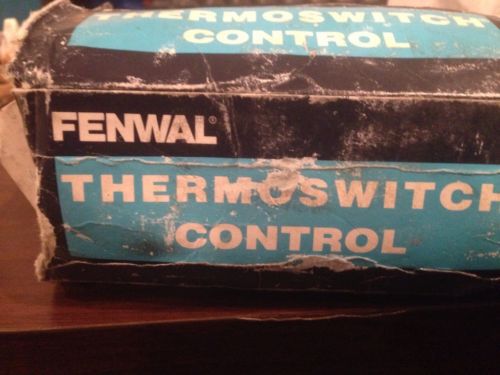 THERMOSWITCH
CONTROL
FENWAL®
THERMOSWITCH
CONTROL